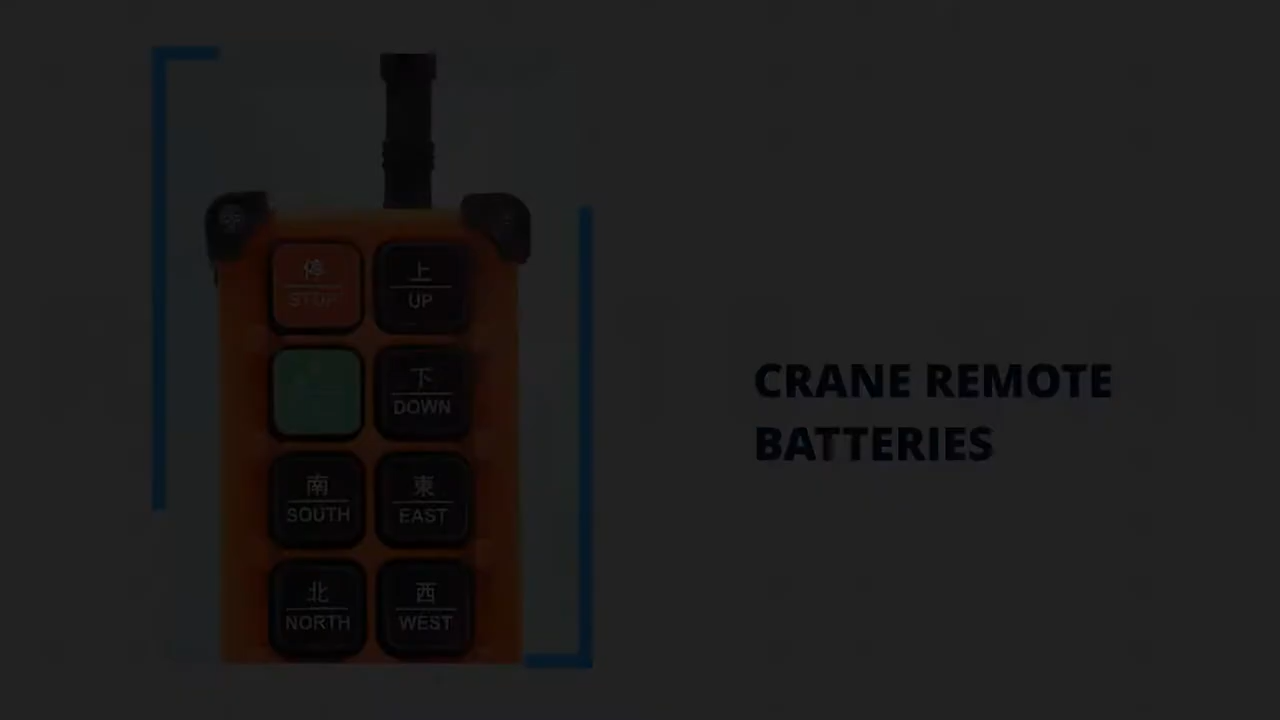 停
STOP
上
UP
下
DOWN
南
SOUTH
東
EAST
北
NORTH
西
WEST
CRANE REMOTE
BATTERIES